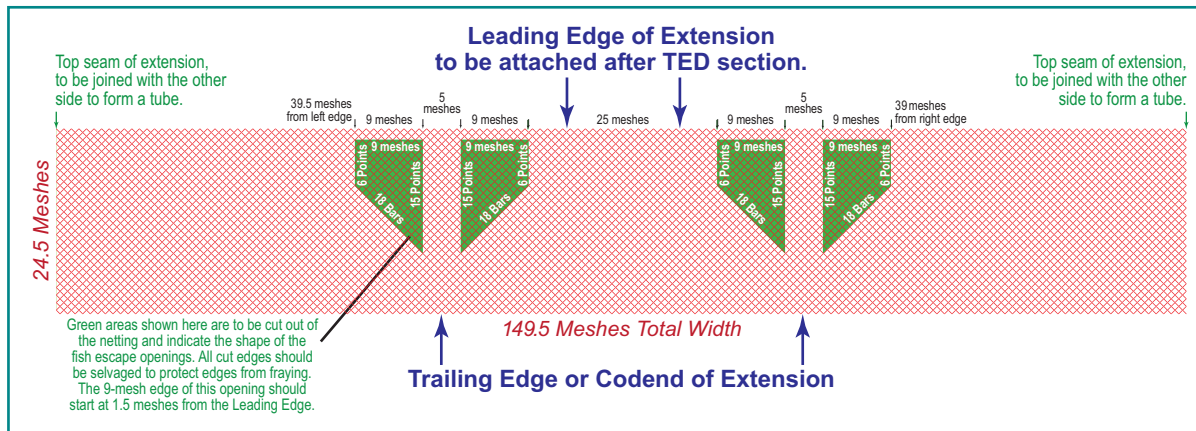 Leading Edge of Extension
to be attached after TED section.
Top seam of extension,
to be joined with the other
side to form a tube.
Top seam of extension,
to be joined with the other
side to form a tube.
39.5 meshes
from left edge
9 meshes
5
meshes
9 meshes
25 meshes
9 meshes
5
meshes
9 meshes
39 meshes
from right edge
24.5 Meshes
9 meshes
6 Points
15 Points
18 Bars
9 meshes
15 Points
6 Points
18 Bars
9 meshes
6 Points
15 Points
18 Bars
9 meshes
15 Points
6 Points
18 Bars
Green areas shown here are to be cut out of
the netting and indicate the shape of the
fish escape openings. All cut edges should
be selvaged to protect edges from fraying.
The 9-mesh edge of this opening should
start at 1.5 meshes from the Leading Edge.
149.5 Meshes Total Width
Trailing Edge or Codend of Extension